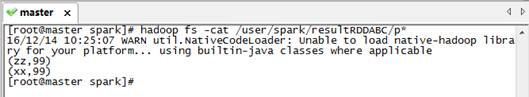 master
[root@master spark]# hadoop fs -cat /user/spark/resultRDDABC/p*
16/12/14 10:25:07 WARN util.NativeCodeLoader: Unable to load native-hadoop libra
ry for your platform... using builtin-java classes where applicable
(zz,99)
(xx,99)
[root@master spark]#